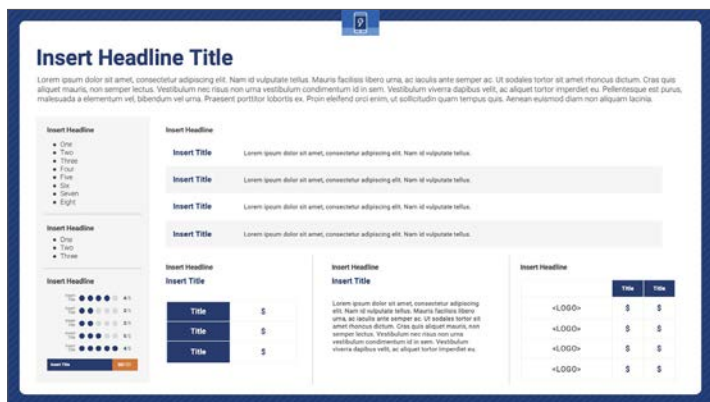 Insert Headline Title
Lorem ipsum dolor sit amet, consectetur adipiscing elit. Nam id vulputate tellus. Mauris facilisis libero urna, ac iaculis ante semper ac. Ut sodales tortor sit amet rhoncus dictum. Cras quis
aliquet mauris, non semper lectus. Vestibulum nec risus non urna vestibulum condimentum id in sem. Vestibulum viverra dapibus velit, ac aliquet tortor imperdiet eu. Pellentesque est purus,
malesuada a elementum vel, bibendum vel urna. Praesent porttitor lobortis ex. Proin eleifend orci enim, ut sollicitudin quam tempus quis. Aenean euismod diam non aliquam lacinia.
Insert Headline
One
Two
Three
Four
Five
Six
Seven
Eight
Insert Headline
One
Two
Three
Insert Headline
Insert Title
Insert Headline
Insert Title Lorem ipsum dolor sit amet, consectetur adipiscing elit. Nam id vulputate tellus.
Insert Title Lorem ipsum dolor sit amet, consectetur adipiscing elit. Nam id vulputate tellus.
Insert Title Lorem ipsum dolor sit amet, consectetur adipiscing elit. Nam id vulputate tellus.
Insert Title Lorem ipsum dolor sit amet, consectetur adipiscing elit. Nam id vulputate tellus.
Insert Headline
Insert Title
Title $
Title $
Title $
Insert Headline
Insert Title
Lorem ipsum dolor sit amet, consectetur adipiscing
elit. Nam id vulputate tellus. Mauris facilisis libero
urna, ac iaculis ante semper ac. Ut sodales tortor sit
amet rhoncus dictum. Cras quis aliquet mauris, non
semper lectus. Vestibulum nec risus non urna
vestibulum condimentum id in sem. Vestibulum
viverra dapibus velit, ac aliquet tortor imperdiet eu.
Insert Headline
Title Title
<LOGO> $ $
<LOGO> $ $
<LOGO> $ $
<LOGO> $ $